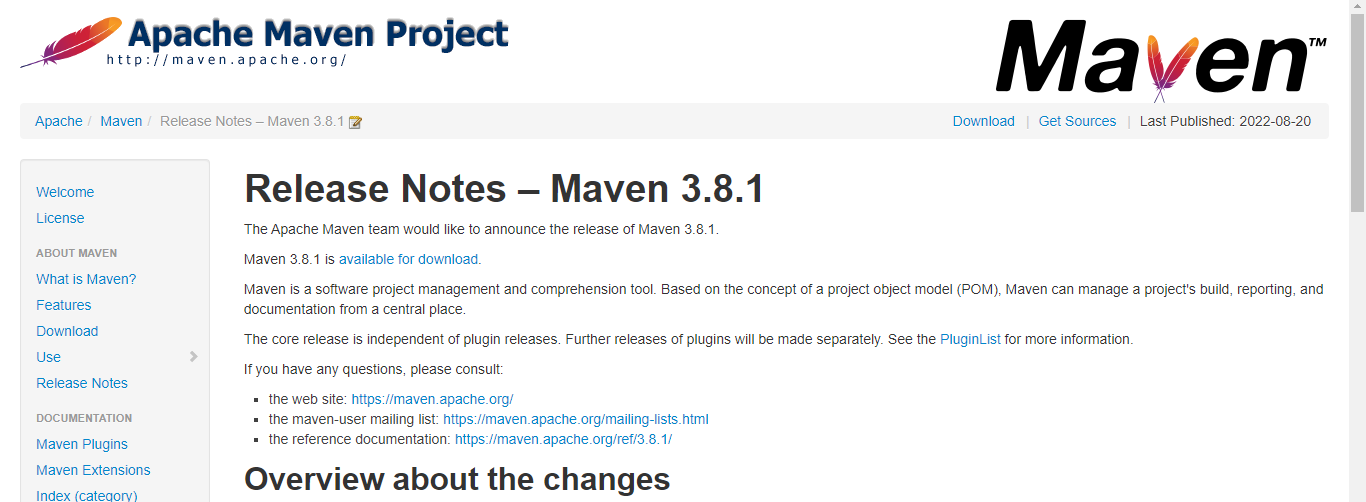 Apache Maven Project
http://maven.apache.org/
Maven™
Apache / Maven / Release Notes – Maven 3.8.1
Download | Get Sources | Last Published: 2022-08-20
Welcome
License
ABOUT MAVEN
What is Maven?
Features
Download
Use
Release Notes
DOCUMENTATION
Maven Plugins
Maven Extensions
Index (category)
Release Notes – Maven 3.8.1
The Apache Maven team would like to announce the release of Maven 3.8.1.
Maven 3.8.1 is available for download.
Maven is a software project management and comprehension tool. Based on the concept of a project object model (POM), Maven can manage a project's build, reporting, and
documentation from a central place.
The core release is independent of plugin releases. Further releases of plugins will be made separately. See the PluginList for more information.
If you have any questions, please consult:
the web site: https://maven.apache.org/
the maven-user mailing list: https://maven.apache.org/mailing-lists.html
the reference documentation: https://maven.apache.org/ref/3.8.1/
Overview about the changes